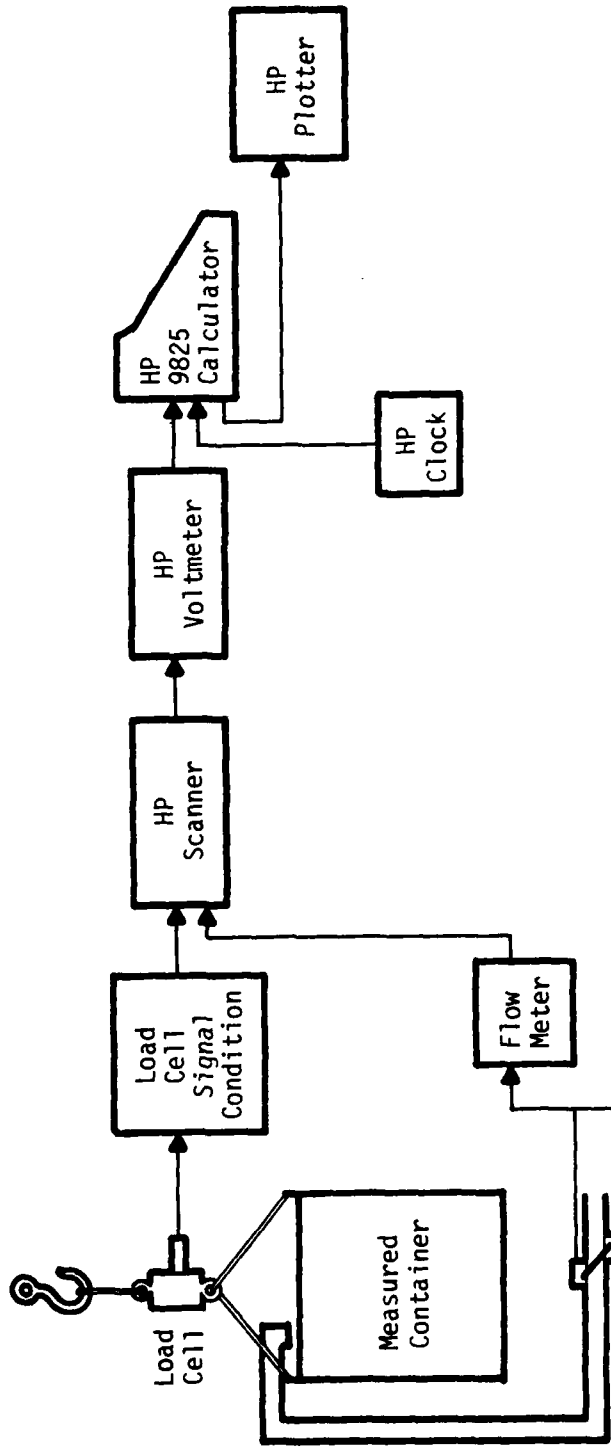 Load
Cell
Measured
Container
Load
Cell
Signal
Condition
Flow
Meter
HP
Scanner
HP
Voltmeter
HP
9825
Calculator
HP
Clock
HP
Plotter